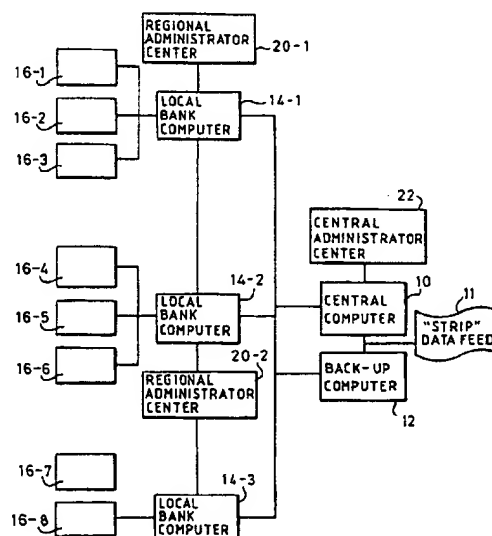 REGIONAL
ADMINISTRATOR
CENTER
20-1
16-1
LOCAL
BANK
COMPUTER
14-1
16-2
16-3
22
CENTRAL
ADMINISTRATOR
CENTER
16-4
LOCAL
BANK
COMPUTER
14-2
CENTRAL
COMPUTER
10
11
"STRIP"
DATA FEED
16-5
16-6
REGIONAL
ADMINISTRATOR
CENTER
20-2
BACK-UP
COMPUTER
12
16-7
14-3
LOCAL
BANK
COMPUTER
16-8